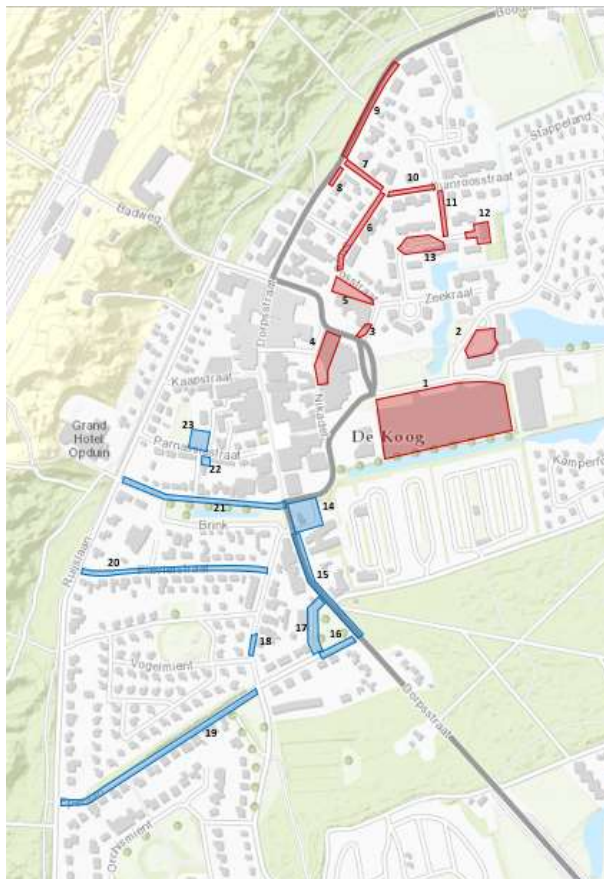 9
7
8
10
11
12
13
6
Stappeland
Badweg
Zeekraal
5
Dorpsstraat
4
3
2
1
Kaapstraat
Nikadel
Grand
Hotel
Opduin
De Koog
23
22
21
14
Brink
Ruijslaan
20
15
17
16
18
Vogelmient
19
Dorpsstraat
Orchismient